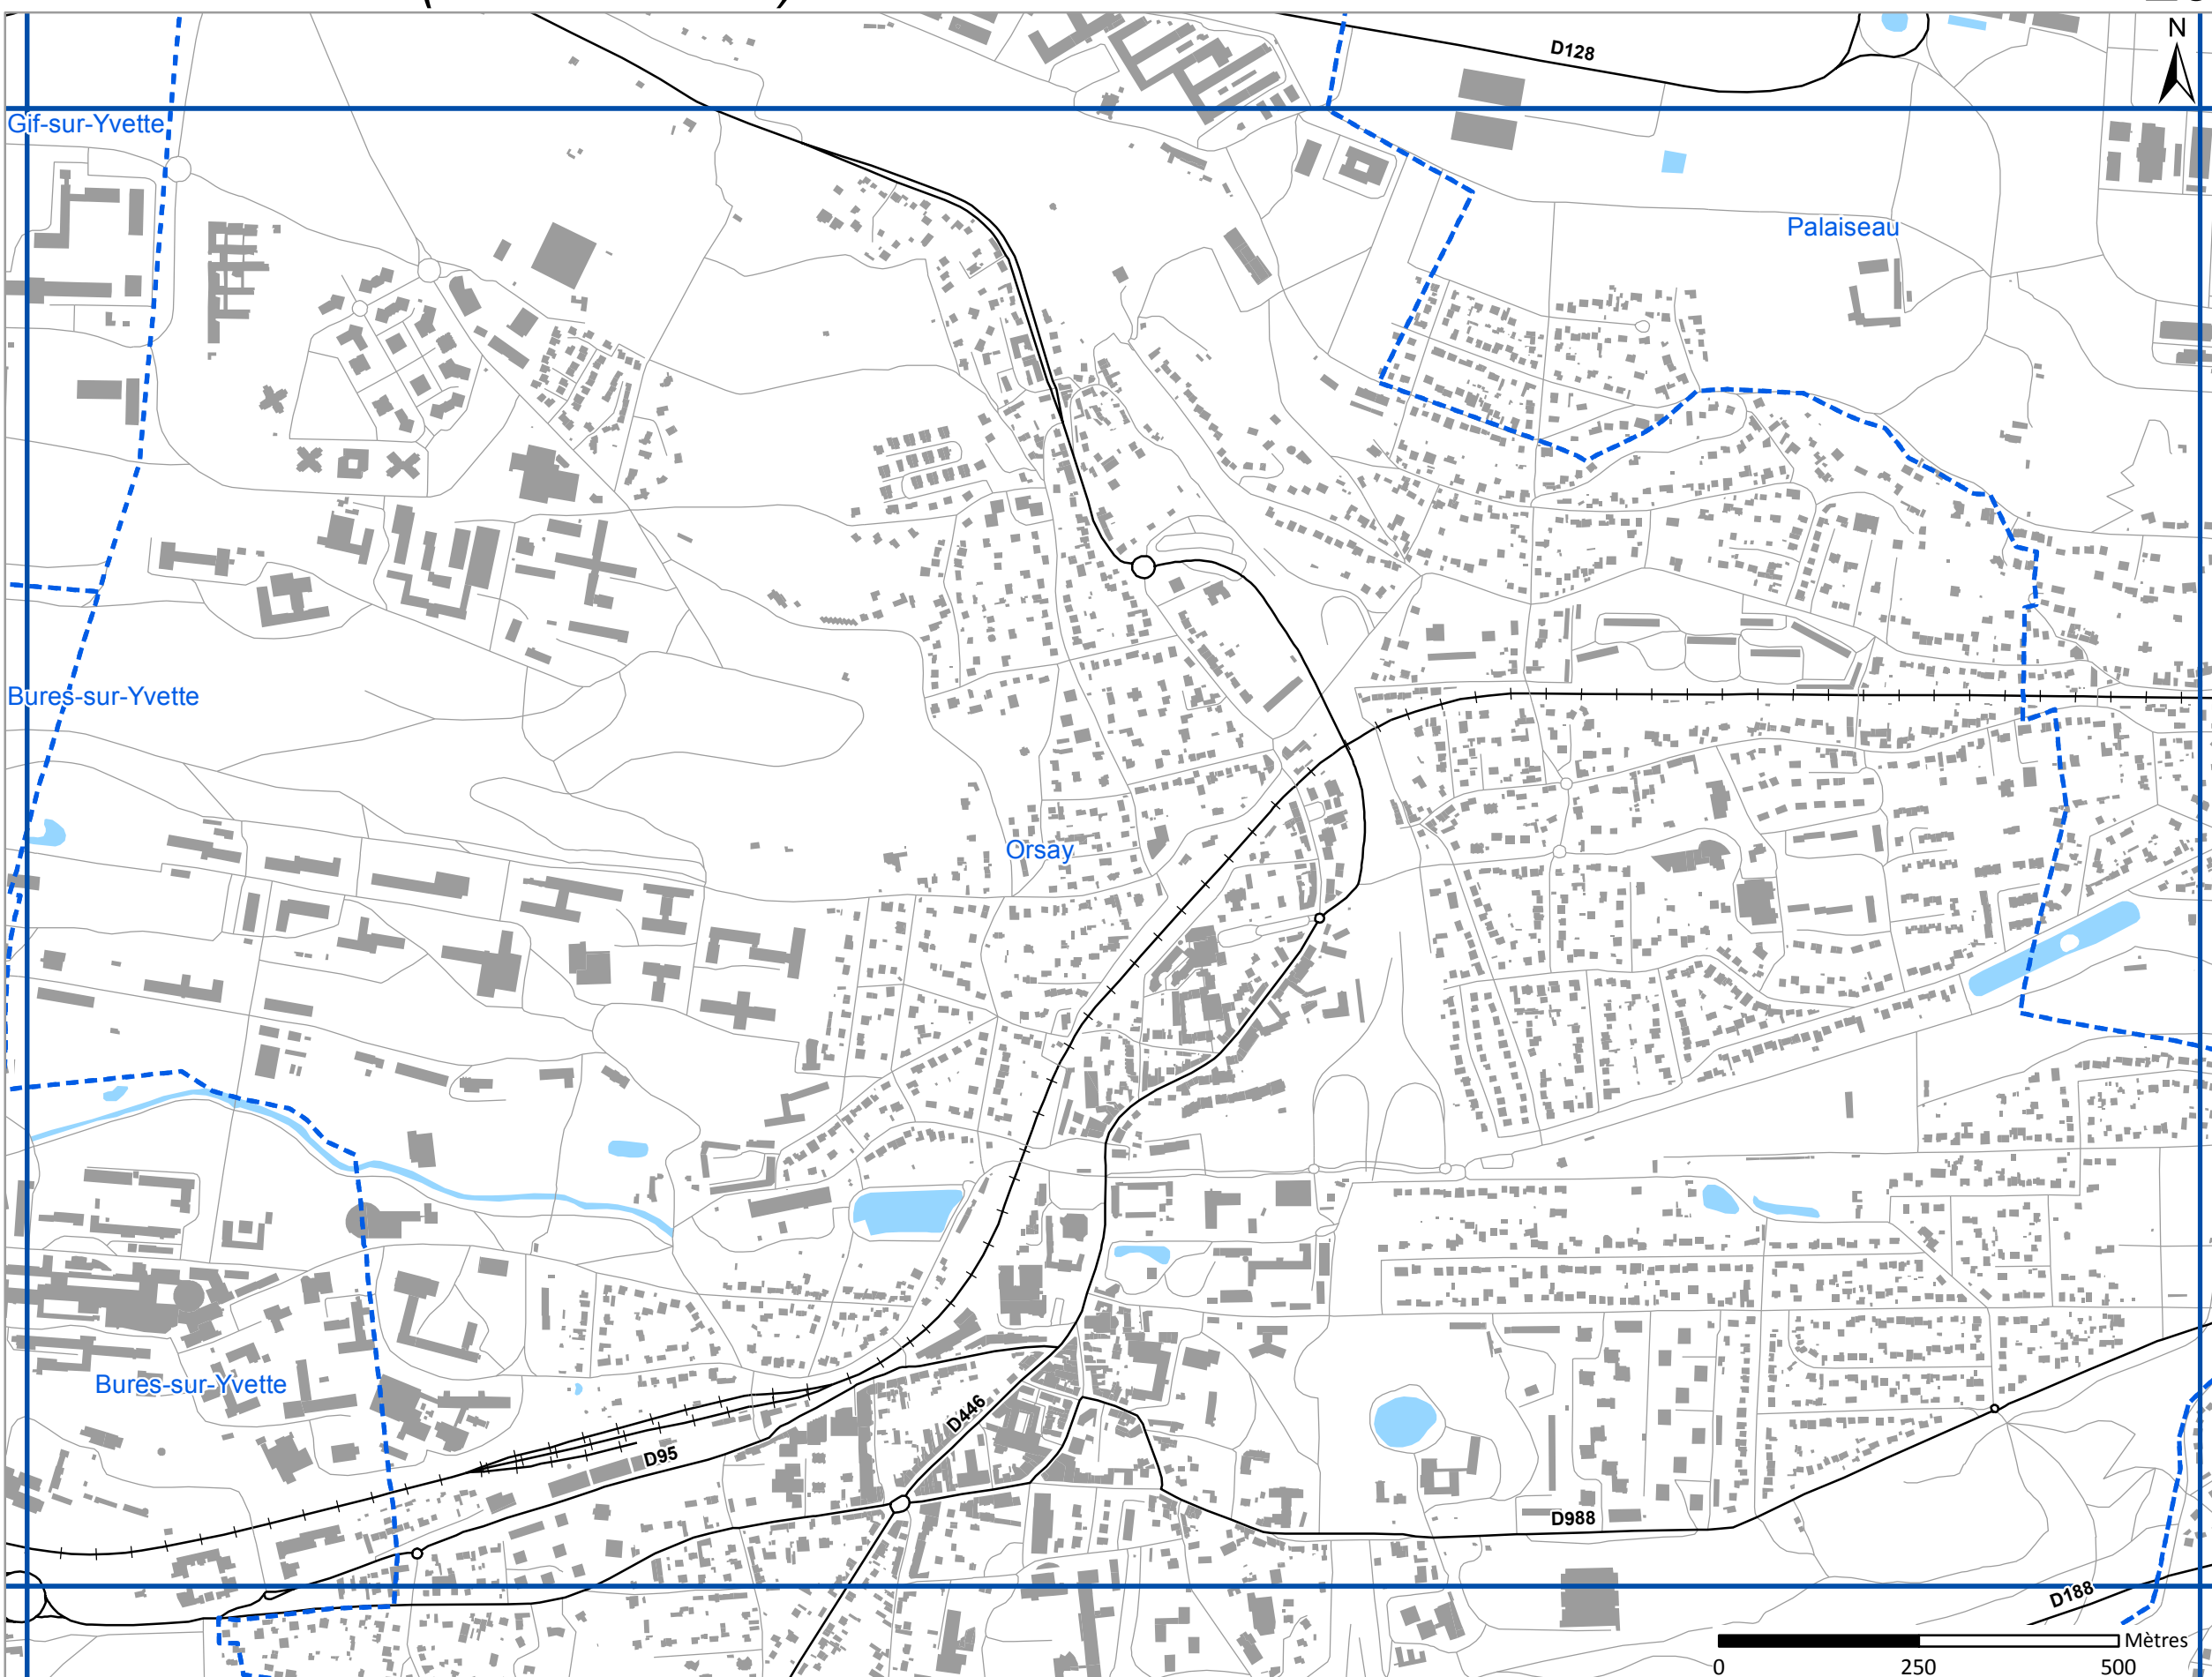 D128
N
Gif-sur-Yvette
Palaiseau
Bures-sur-Yvette
Orsay
Bures-sur-Yvette
D446
D95
D988
D188
Mètres
0 250 500